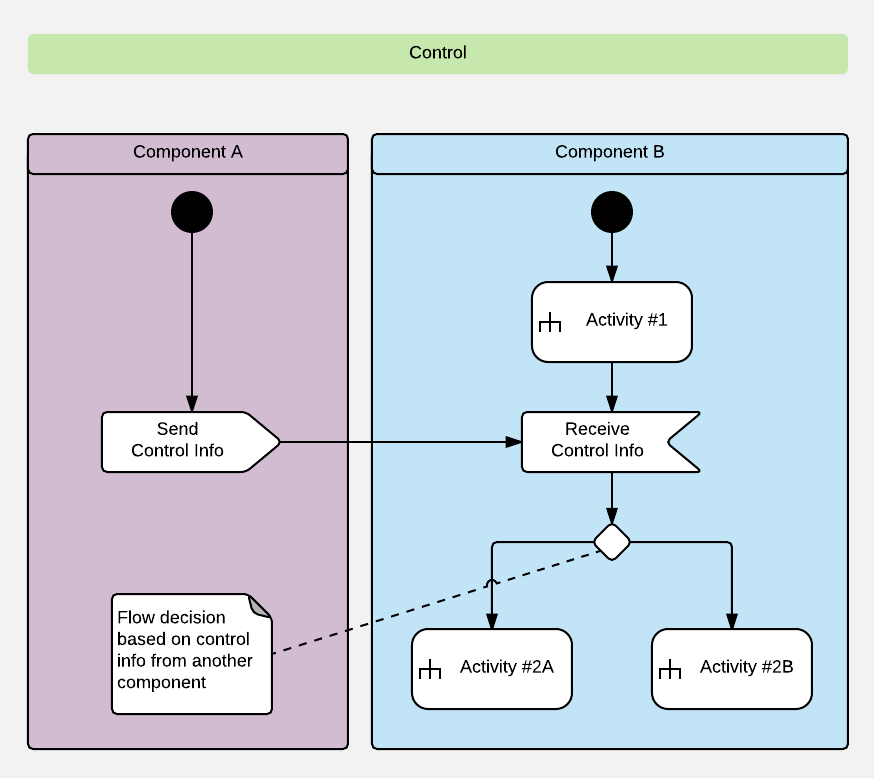 Control
Component A
Component B
Activity #1
Send
Control Info
Receive
Control Info
Flow decision
based on control
info from another
component
Activity #2A
Activity #2B